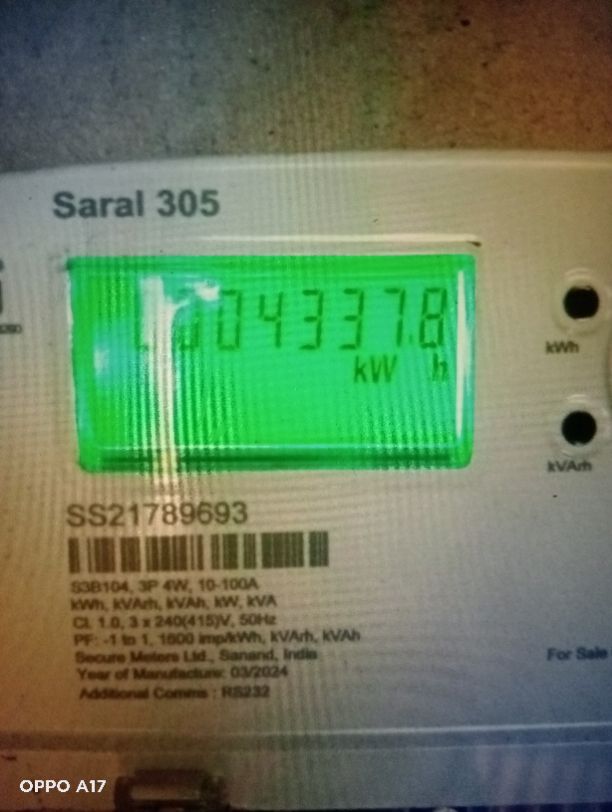 Saral 305
004337.8
kW h
kWh
kVArh
SS21789693
S3B104, 3P 4W, 10-100A
kWh, kVArh, kVAh, kW, kVA
Cl. 1.0, 3 x 240(415)V, 50Hz
PF: -1 to 1, 1600 imp/kWh, kVArh, kVAh
Secure Meters Ltd., Sanand, India
Year of Manufacture: 03/2024
For Sale
Additional Comms : RS232
OPPO A17